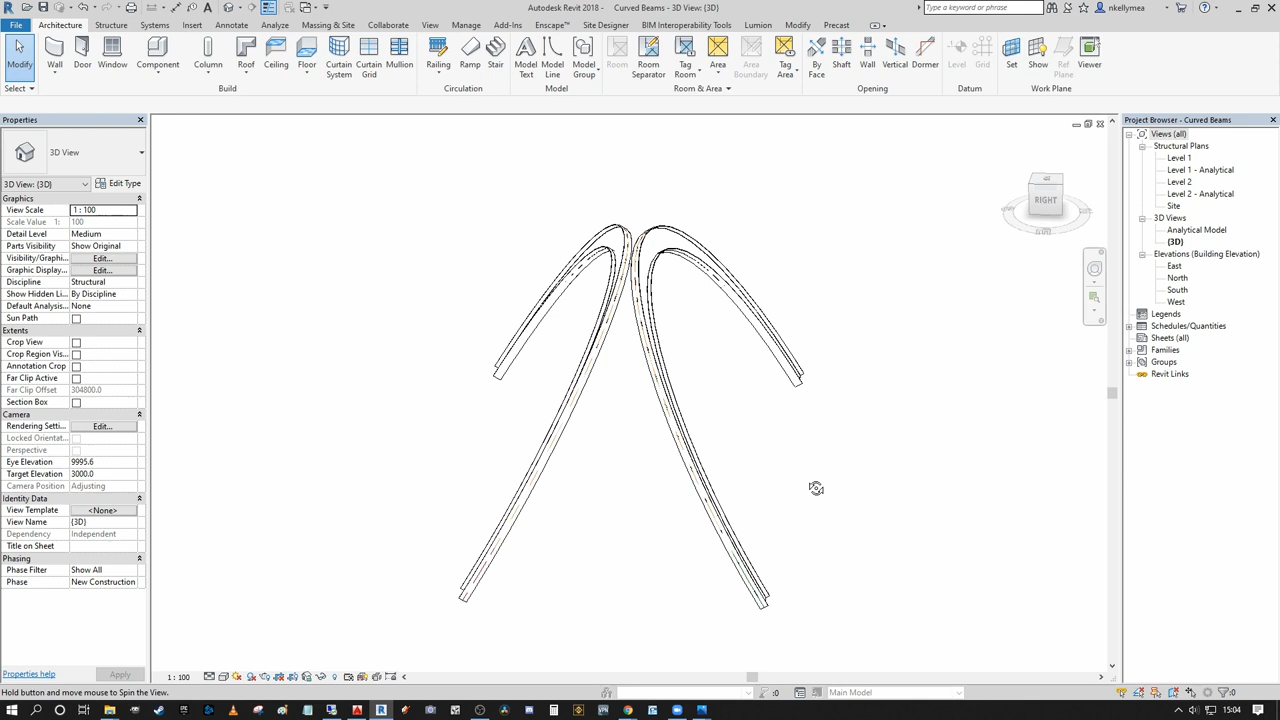 Autodesk Revit 2018 - Curved Beams - 3D View: {3D}
Type a keyword or phrase
nkellymea
File
Architecture
Structure
Systems
Insert
Annotate
Analyze
Massing & Site
Collaborate
View
Manage
Add-Ins
Enscape™
Site Designer
BIM Interoperability Tools
Lumion
Modify
Precast
Modify
Wall
Door
Window
Component
Column
Roof
Ceiling
Floor
Curtain System
Curtain Grid
Mullion
Railing
Ramp
Stair
Model Text
Model Line
Model Group
Room
Room Separator
Tag Room
Area
Area Boundary
Tag Area
By Face
Shaft
Wall
Vertical
Dormer
Level
Grid
Set
Show
Ref Plane
Viewer
Select
Build
Circulation
Model
Room & Area
Opening
Datum
Work Plane
Properties
3D View
3D View: {3D}
Edit Type
Graphics
View Scale 1 : 100
Scale Value 1: 100
Detail Level Medium
Parts Visibility Show Original
Visibility/Graphi... Edit...
Graphic Display... Edit...
Discipline Structural
Show Hidden Li... By Discipline
Default Analysis... None
Sun Path
Extents
Crop View
Crop Region Vis...
Annotation Crop
Far Clip Active
Far Clip Offset 304800.0
Section Box
Camera
Rendering Setti... Edit...
Locked Orientat...
Perspective
Eye Elevation 9995.6
Target Elevation 3000.0
Camera Position Adjusting
Identity Data
View Template <None>
View Name {3D}
Dependency Independent
Title on Sheet
Phasing
Phase Filter Show All
Phase New Construction
Properties help
Apply
RIGHT
Project Browser - Curved Beams
Views (all)
Structural Plans
Level 1
Level 1 - Analytical
Level 2
Level 2 - Analytical
Site
3D Views
Analytical Model
{3D}
Elevations (Building Elevation)
East
North
South
West
Legends
Schedules/Quantities
Sheets (all)
Families
Groups
Revit Links
1 : 100
Hold button and move mouse to Spin the View.
:0
Main Model
:0
15:04